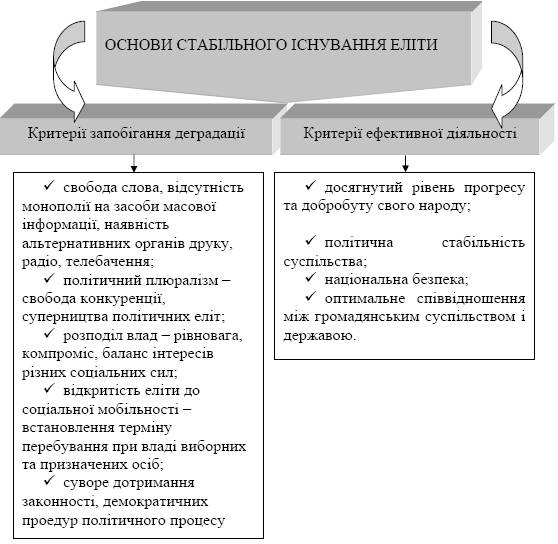 ОСНОВИ СТАБІЛЬНОГО ІСНУВАННЯ ЕЛІТИ
Критерії запобігання деградації
✓ свобода слова, відсутність
монополії на засоби масової
інформації, наявність
альтернативних органів друку,
радіо, телебачення;
✓ політичний плюралізм –
свобода конкуренції,
суперництва політичних еліт;
✓ розподіл влад – рівновага,
компроміс, баланс інтересів
різних соціальних сил;
✓ відкритість еліти до
соціальної мобільності –
встановлення терміну
перебування при владі виборних
та призначених осіб;
✓ суворе дотримання
законності, демократичних
проедур політичного процесу
Критерії ефективної діяльності
✓ досягнутий рівень прогресу
та добробуту свого народу;
✓ політична стабільність
суспільства;
✓ національна безпека;
✓ оптимальне співвідношення
між громадянським суспільством і
державою.